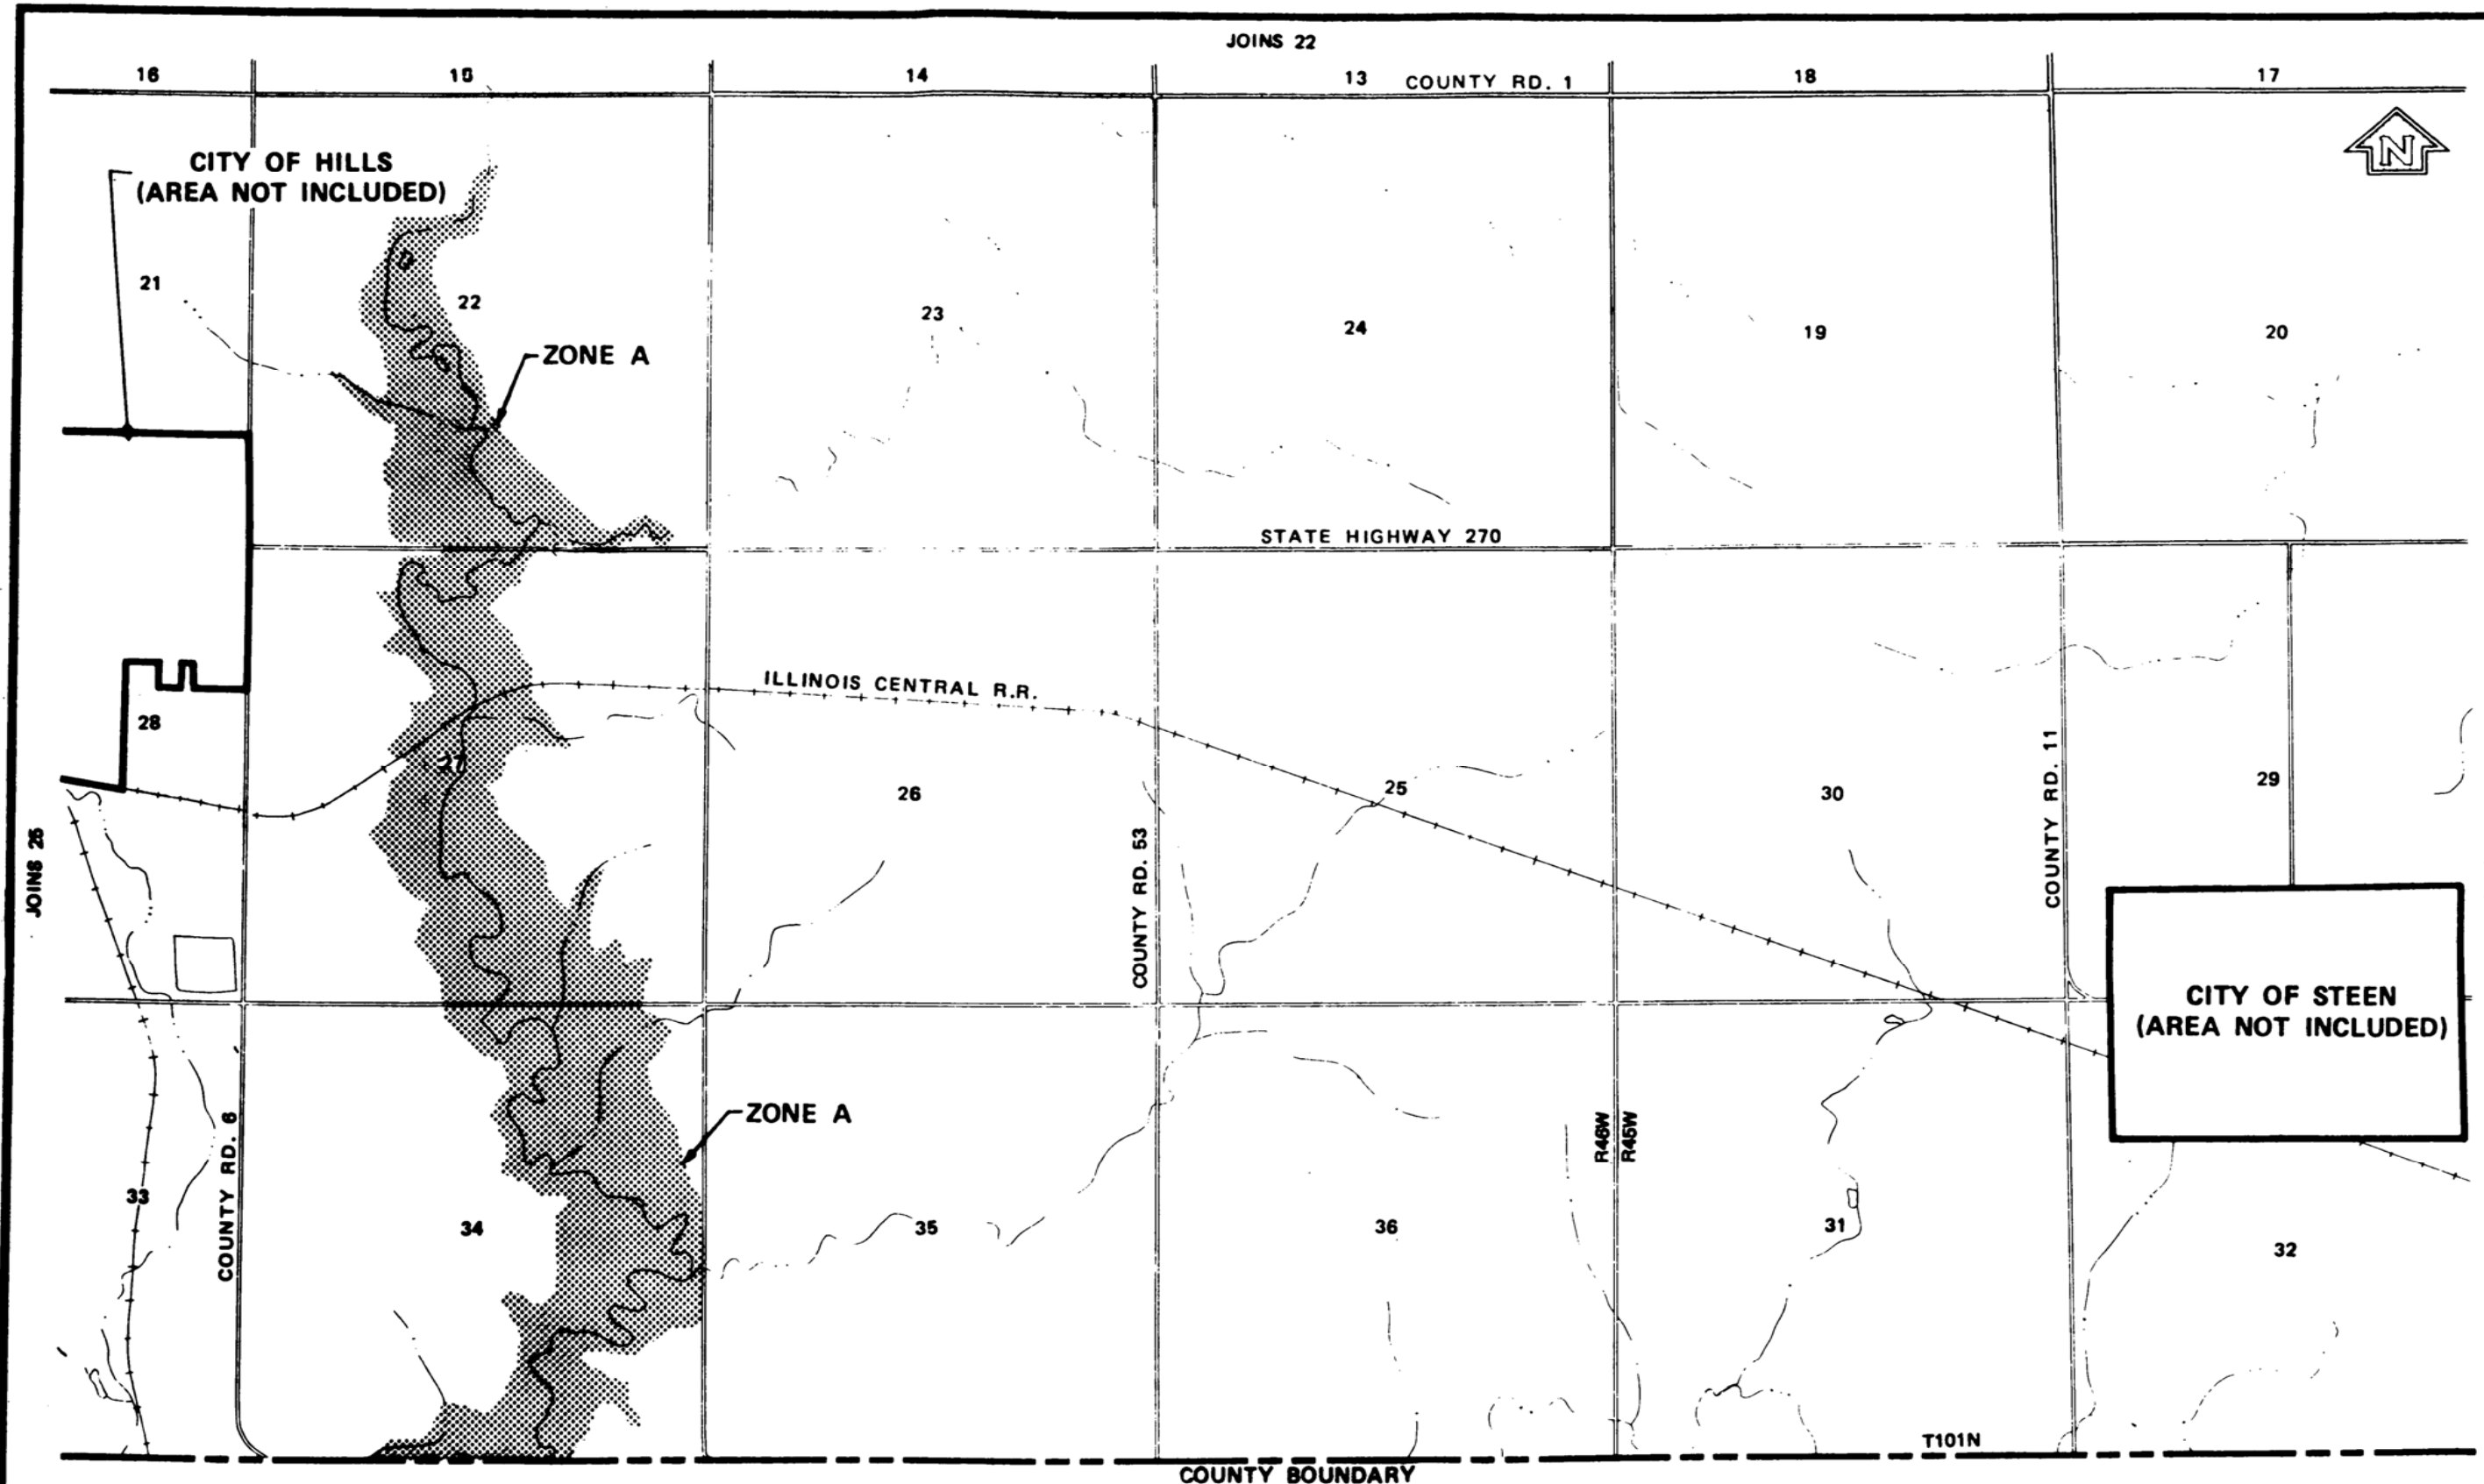 JOINS 22
16
15
14
13
COUNTY RD. 1
18
17
N
CITY OF HILLS
(AREA NOT INCLUDED)
21
22
23
24
19
20
ZONE A
STATE HIGHWAY 270
ILLINOIS CENTRAL R.R.
28
27
26
25
30
29
COUNTY RD. 11
COUNTY RD. 53
JOINS 25
CITY OF STEEN
(AREA NOT INCLUDED)
ZONE A
COUNTY RD. 6
R46W
R45W
33
34
35
36
31
32
T101N
COUNTY BOUNDARY